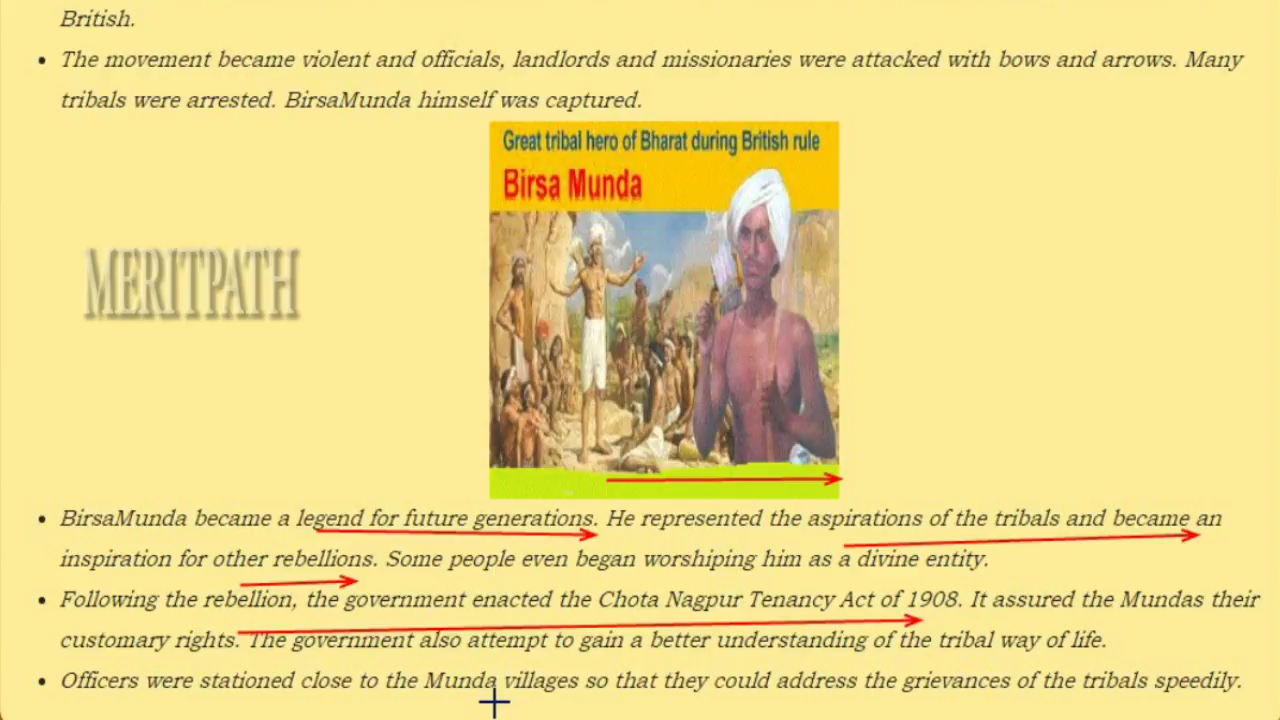 British.
• The movement became violent and officials, landlords and missionaries were attacked with bows and arrows. Many
tribals were arrested. BirsaMunda himself was captured.
Great tribal hero of Bharat during British rule
Birsa Munda
MERITPATH
• BirsaMunda became a legend for future generations. He represented the aspirations of the tribals and became an
inspiration for other rebellions. Some people even began worshiping him as a divine entity.
• Following the rebellion, the government enacted the Chota Nagpur Tenancy Act of 1908. It assured the Mundas their
customary rights. The government also attempt to gain a better understanding of the tribal way of life.
• Officers were stationed close to the Munda villages so that they could address the grievances of the tribals speedily.